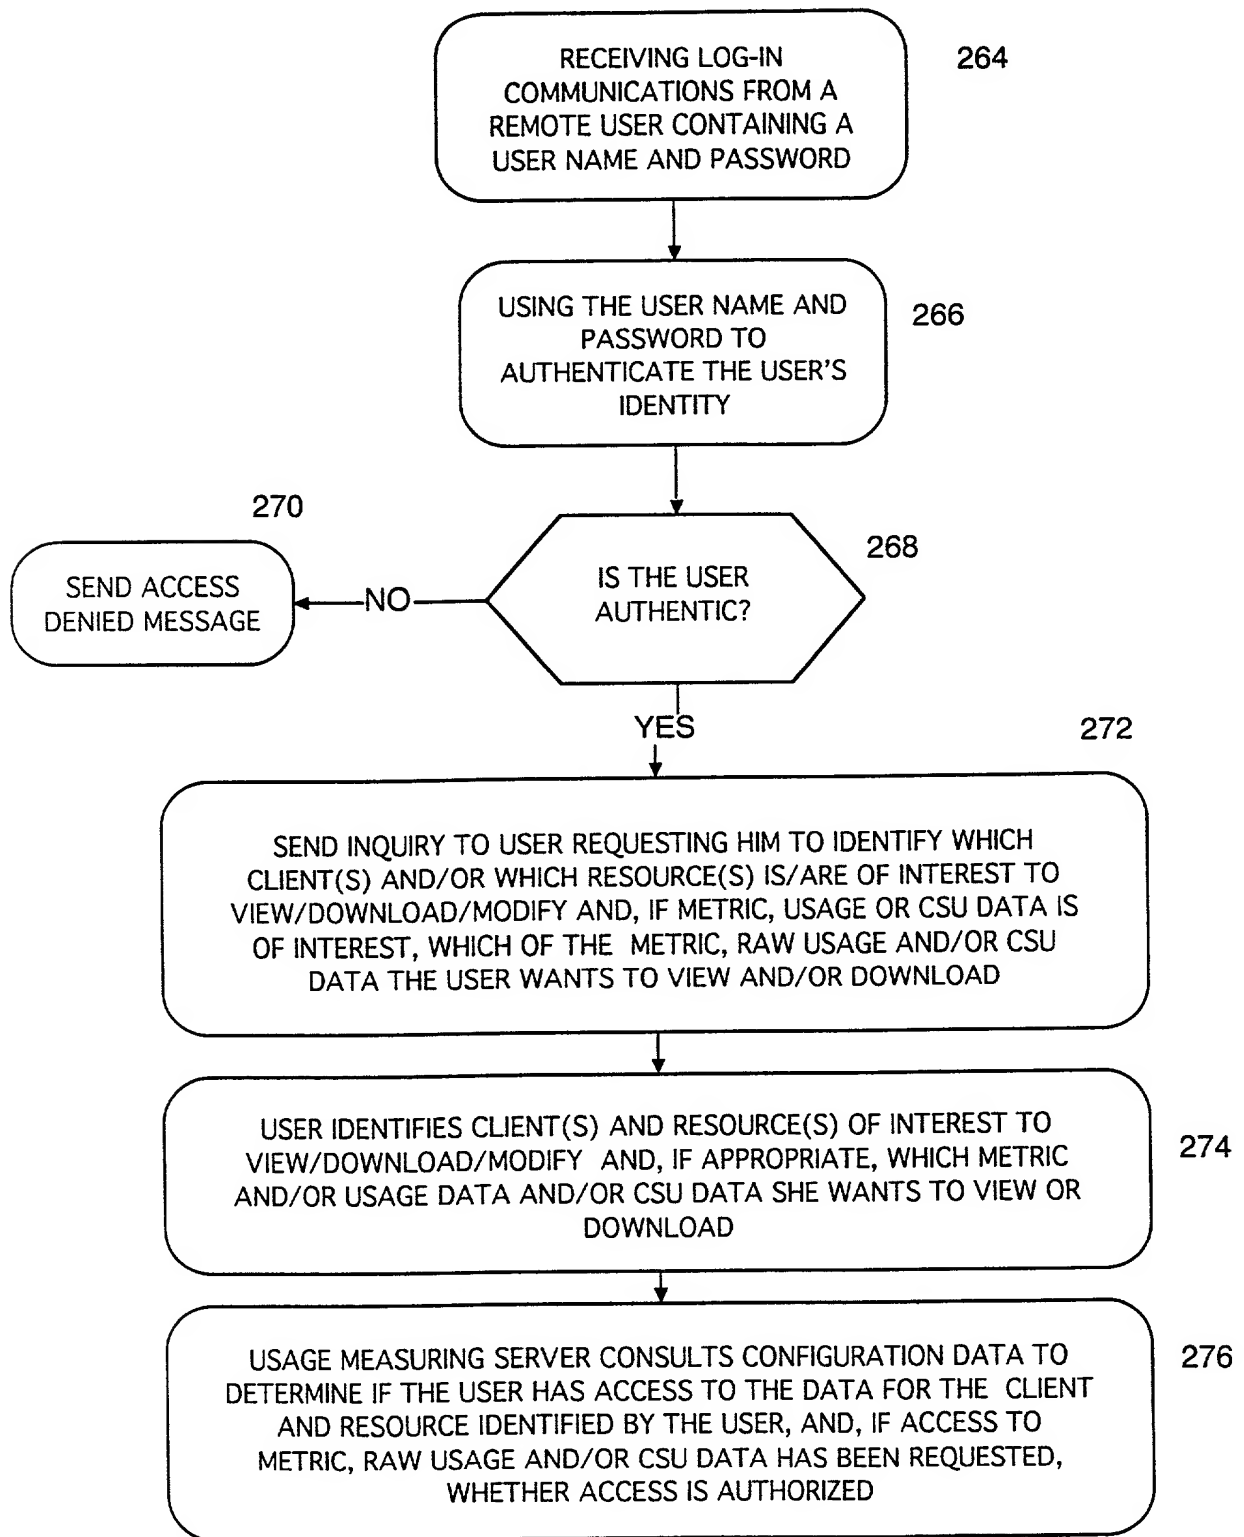 RECEIVING LOG-IN
COMMUNICATIONS FROM A
REMOTE USER CONTAINING A
USER NAME AND PASSWORD
264
USING THE USER NAME AND
PASSWORD TO
AUTHENTICATE THE USER'S
IDENTITY
266
270
SEND ACCESS
DENIED MESSAGE
NO
IS THE USER
AUTHENTIC?
268
YES
272
SEND INQUIRY TO USER REQUESTING HIM TO IDENTIFY WHICH
CLIENT(S) AND/OR WHICH RESOURCE(S) IS/ARE OF INTEREST TO
VIEW/DOWNLOAD/MODIFY AND, IF METRIC, USAGE OR CSU DATA IS
OF INTEREST, WHICH OF THE METRIC, RAW USAGE AND/OR CSU
DATA THE USER WANTS TO VIEW AND/OR DOWNLOAD
USER IDENTIFIES CLIENT(S) AND RESOURCE(S) OF INTEREST TO
VIEW/DOWNLOAD/MODIFY AND, IF APPROPRIATE, WHICH METRIC
AND/OR USAGE DATA AND/OR CSU DATA SHE WANTS TO VIEW OR
DOWNLOAD
274
USAGE MEASURING SERVER CONSULTS CONFIGURATION DATA TO
DETERMINE IF THE USER HAS ACCESS TO THE DATA FOR THE CLIENT
AND RESOURCE IDENTIFIED BY THE USER, AND, IF ACCESS TO
METRIC, RAW USAGE AND/OR CSU DATA HAS BEEN REQUESTED,
WHETHER ACCESS IS AUTHORIZED
276